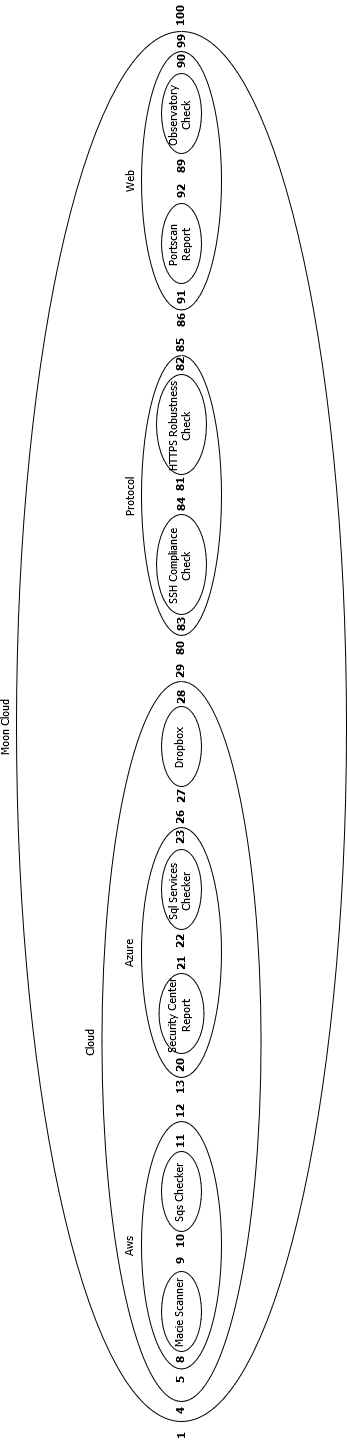 Moon Cloud
Cloud
Aws
Azure
Protocol
Web
1
4
5
8
Macie Scanner
9
10
Sqs Checker
11
12
13
20
Security Center
Report
21
22
Sql Services
Checker
23
26
27
Dropbox
28
29
80
83
SSH Compliance
Check
84
81
HTTPS Robustness
Check
82
85
86
91
Portscan
Report
92
89
Observatory
Check
90
99
100